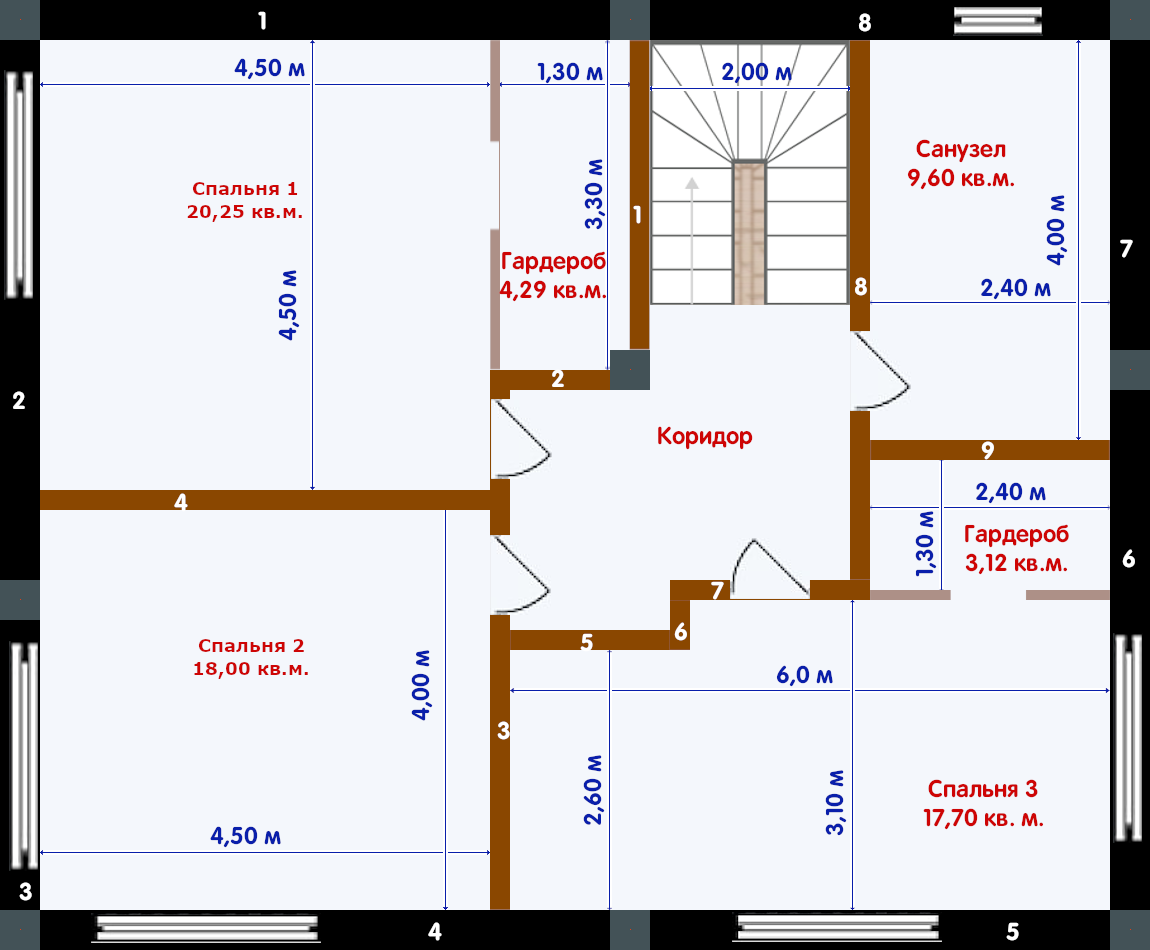 1
8
4,50 м
1,30 м
2,00 м
Санузел
9,60 кв.м.
Спальня 1
20,25 кв.м.
3,30 м
1
4,00 м
7
Гардероб
4,29 кв.м.
4,50 м
8
2,40 м
2
2
Коридор
9
4
2,40 м
1,30 м
Гардероб
3,12 кв.м.
6
7
5
6
Спальня 2
18,00 кв.м.
4,00 м
6,0 м
3
2,60 м
3,10 м
Спальня 3
17,70 кв. м.
4,50 м
3
4
5